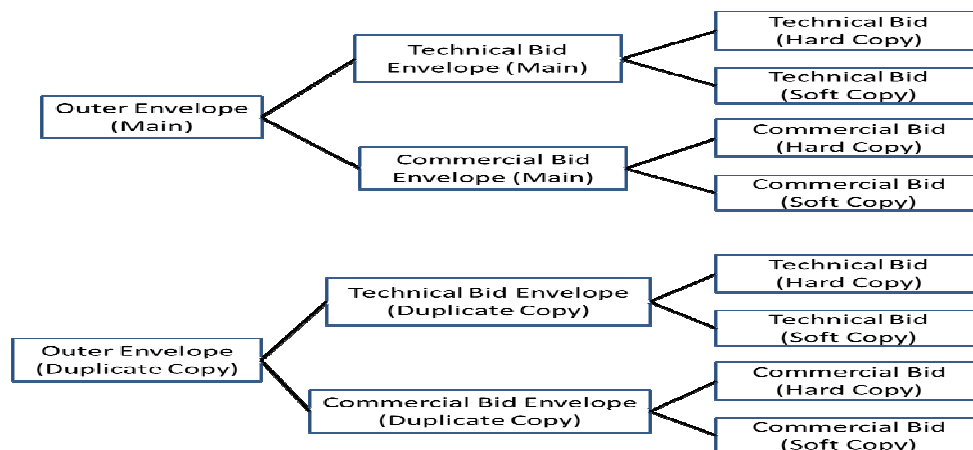 Technical Bid
(Hard Copy)
Technical Bid
Envelope (Main)
Technical Bid
(Soft Copy)
Outer Envelope
(Main)
Commercial Bid
(Hard Copy)
Commercial Bid
Envelope (Main)
Commercial Bid
(Soft Copy)
Technical Bid
(Hard Copy)
Technical Bid Envelope
(Duplicate Copy)
Technical Bid
(Soft Copy)
Outer Envelope
(Duplicate Copy)
Commercial Bid
(Hard Copy)
Commercial Bid Envelope
(Duplicate Copy)
Commercial Bid
(Soft Copy)